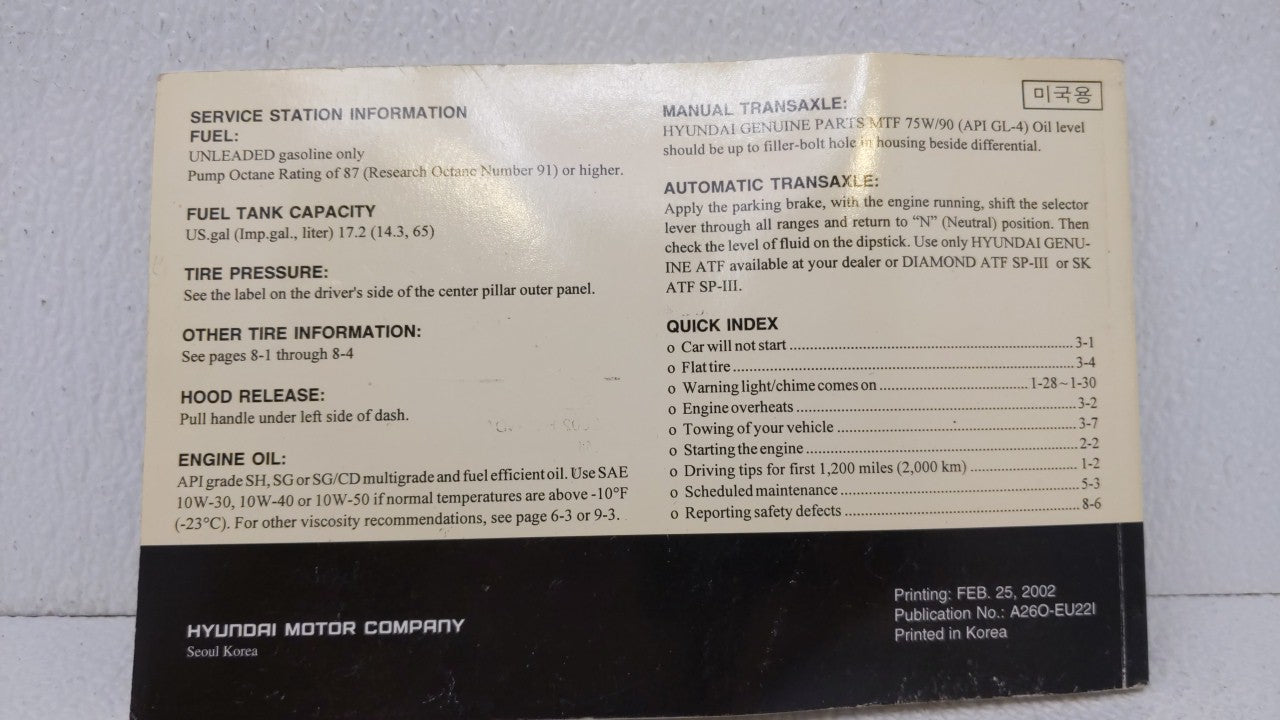 SERVICE STATION INFORMATION
FUEL:
UNLEADED gasoline only
Pump Octane Rating of 87 (Research Octane Number 91) or higher.
FUEL TANK CAPACITY
US.gal (Imp.gal., liter) 17.2 (14.3, 65)
TIRE PRESSURE:
See the label on the driver's side of the center pillar outer panel.
OTHER TIRE INFORMATION:
See pages 8-1 through 8-4
HOOD RELEASE:
Pull handle under left side of dash.
ENGINE OIL:
API grade SH, SG or SG/CD multigrade and fuel efficient oil. Use SAE
10W-30, 10W-40 or 10W-50 if normal temperatures are above -10°F
(-23°C). For other viscosity recommendations, see page 6-3 or 9-3.
미국용
MANUAL TRANSAXLE:
HYUNDAI GENUINE PARTS MTF 75W/90 (API GL-4) Oil level
should be up to filler-bolt hole in housing beside differential.
AUTOMATIC TRANSAXLE:
Apply the parking brake, with the engine running, shift the selector
lever through all ranges and return to “N” (Neutral) position. Then
check the level of fluid on the dipstick. Use only HYUNDAI GENU-
INE ATF available at your dealer or DIAMOND ATF SP-III or SK
ATF SP-III.
QUICK INDEX
o Car will not start ........ 3-1
o Flat tire ........ 3-4
o Warning light/chime comes on ........ 1-28~1-30
o Engine overheats ........ 3-2
o Towing of your vehicle ........ 3-7
o Starting the engine ........ 2-2
o Driving tips for first 1,200 miles (2,000 km) ........ 1-2
o Scheduled maintenance ........ 5-3
o Reporting safety defects ........ 8-6
HYUNDAI MOTOR COMPANY
Seoul Korea
Printing: FEB. 25, 2002
Publication No.: A26O-EU22I
Printed in Korea